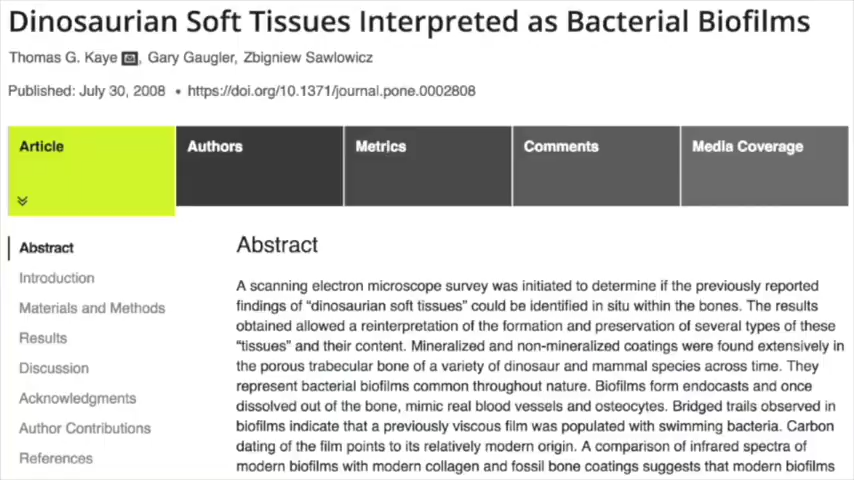 Dinosaurian Soft Tissues Interpreted as Bacterial Biofilms
Thomas G. Kaye, Gary Gaugler, Zbigniew Sawlowicz
Published: July 30, 2008 • https://doi.org/10.1371/journal.pone.0002808
Article
Authors
Metrics
Comments
Media Coverage
Abstract
Introduction
Materials and Methods
Results
Discussion
Acknowledgments
Author Contributions
References
Abstract
A scanning electron microscope survey was initiated to determine if the previously reported
findings of “dinosaurian soft tissues” could be identified in situ within the bones. The results
obtained allowed a reinterpretation of the formation and preservation of several types of these
“tissues” and their content. Mineralized and non-mineralized coatings were found extensively in
the porous trabecular bone of a variety of dinosaur and mammal species across time. They
represent bacterial biofilms common throughout nature. Biofilms form endocasts and once
dissolved out of the bone, mimic real blood vessels and osteocytes. Bridged trails observed in
biofilms indicate that a previously viscous film was populated with swimming bacteria. Carbon
dating of the film points to its relatively modern origin. A comparison of infrared spectra of
modern biofilms with modern collagen and fossil bone coatings suggests that modern biofilms